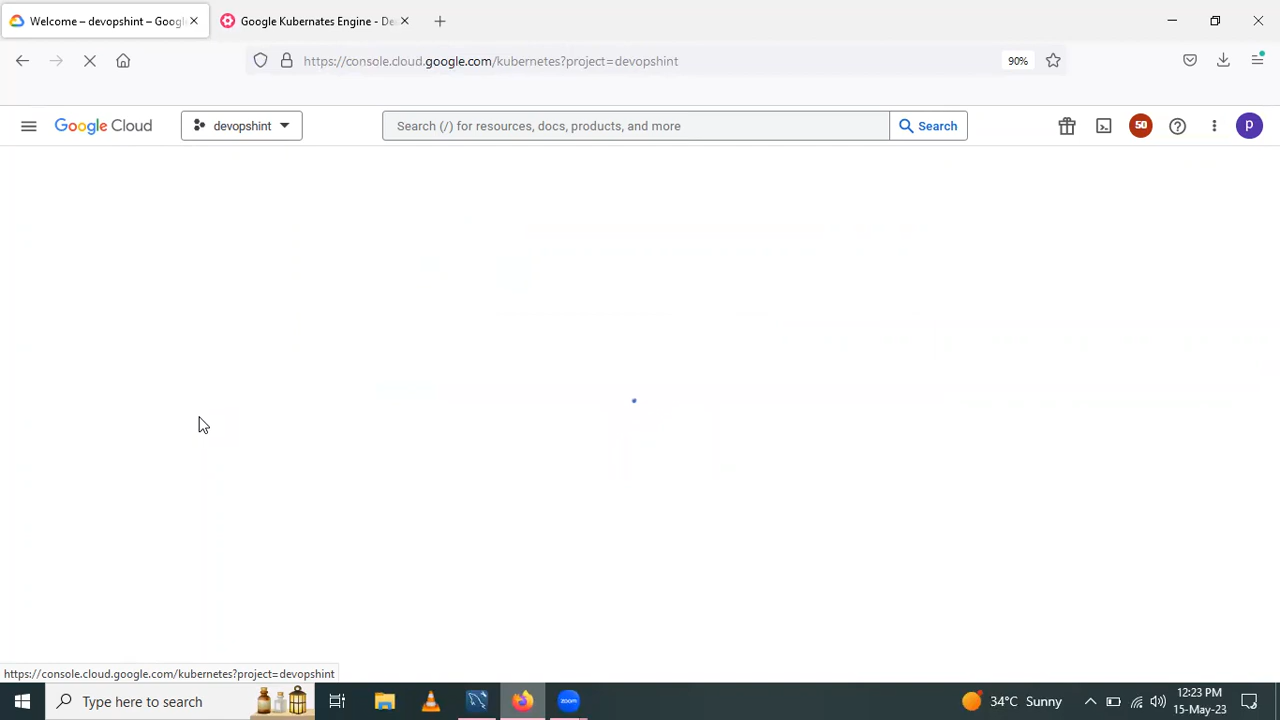 Welcome – devopshint – Googl
Google Kubernates Engine - De
https://console.cloud.google.com/kubernetes?project=devopshint
90%
Google Cloud
devopshint
Search (/) for resources, docs, products, and more
Search
50
p
https://console.cloud.google.com/kubernetes?project=devopshint
Type here to search
zoom
34°C Sunny
12:23 PM
15-May-23